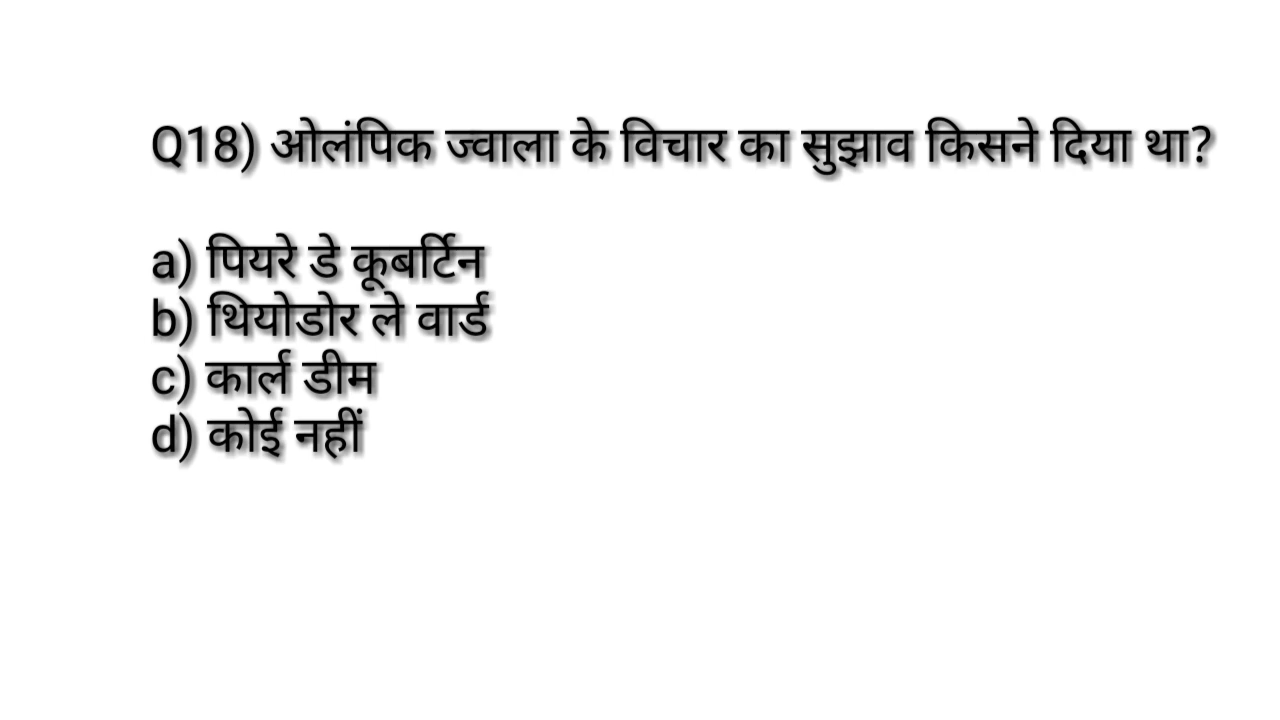 Q18) ओलंपिक ज्वाला के विचार का सुझाव किसने दिया था?
a) पियरे डे कूबर्टिन
b) थियोडोर ले वार्ड
c) कार्ल डीम
d) कोई नहीं